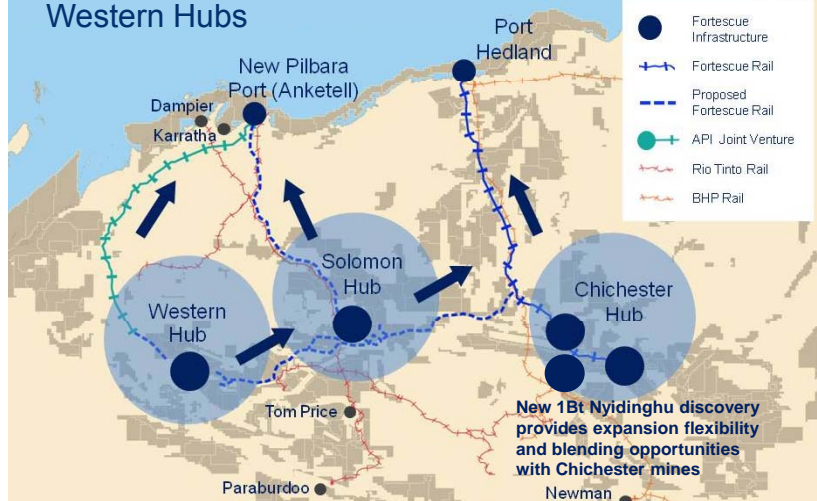 Western Hubs
Fortescue
Infrastructure
Fortescue Rail
Proposed
Fortescue Rail
API Joint Venture
Rio Tinto Rail
BHP Rail
Port
Hedland
New Pilbara
Port (Anketell)
Dampier
Karratha
Solomon
Hub
Western
Hub
Chichester
Hub
Tom Price
New 1Bt Nyidinghu discovery
provides expansion flexibility
and blending opportunities
with Chichester mines
Paraburdoo
Newman